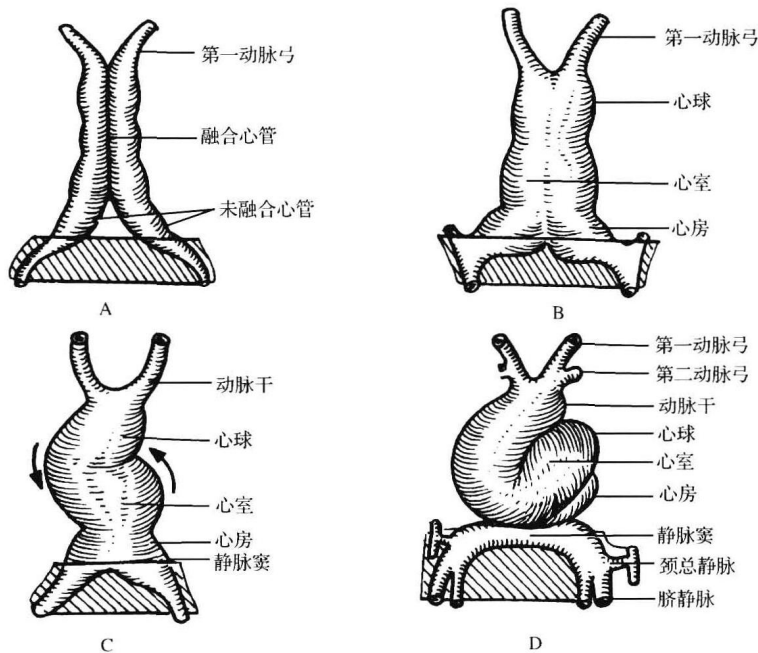 第一动脉弓
融合心管
未融合心管
A
第一动脉弓
心球
心室
心房
B
动脉干
心球
心室
心房
静脉窦
C
第一动脉弓
第二动脉弓
动脉干
心球
心室
心房
静脉窦
颈总静脉
脐静脉
D